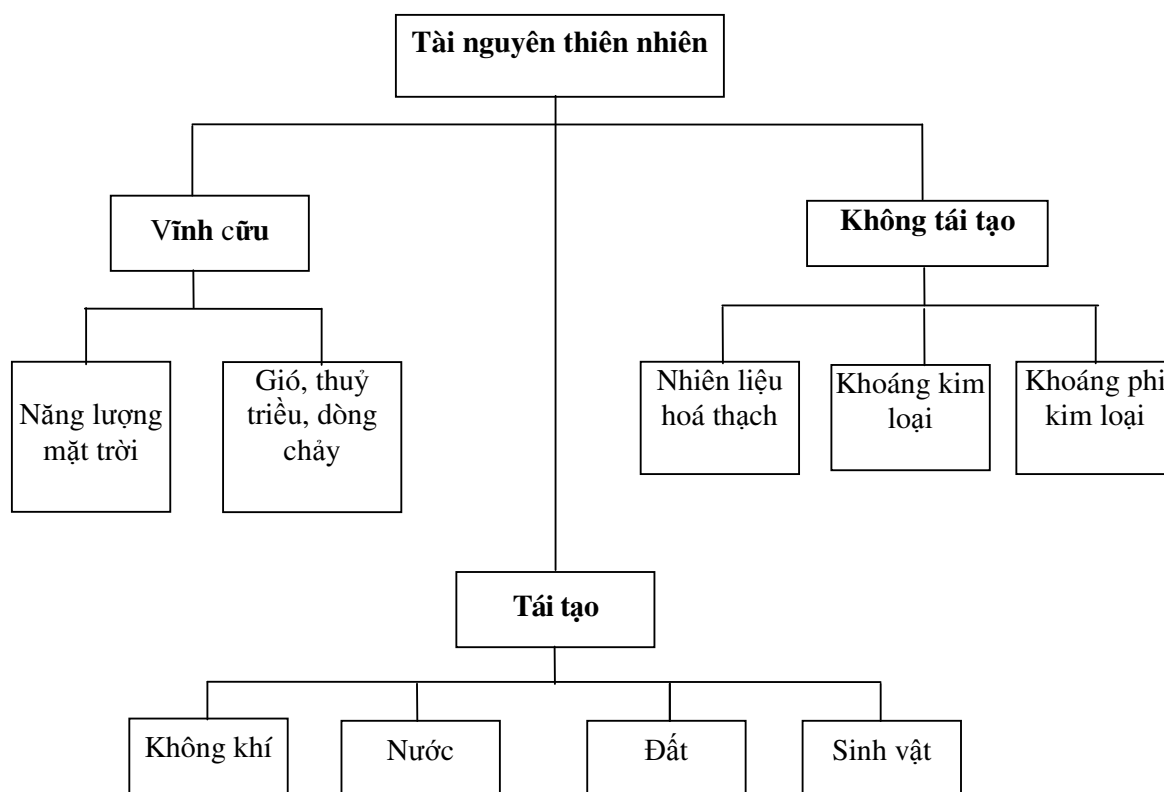 Tài nguyên thiên nhiên
Vĩnh cữu
Không tái tạo
Năng lượng
mặt trời
Gió, thuỷ
triều, dòng
chảy
Nhiên liệu
hoá thạch
Khoáng kim
loại
Khoáng phi
kim loại
Tái tạo
Không khí
Nước
Đất
Sinh vật